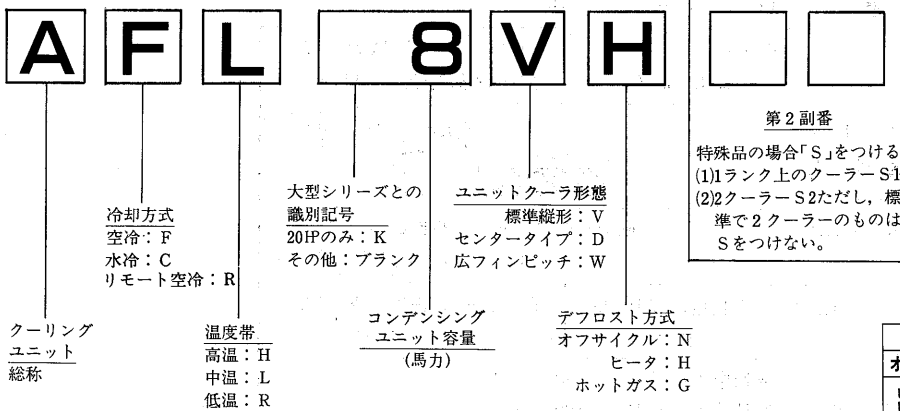 A F L 8 V H
第2副番
特殊品の場合「S」をつける
(1)1ランク上のクーラーS1
(2)2クーラーS2ただし，標
準で2クーラーのものは
Sをつけない。
大型シリーズとの
識別記号
20HPのみ：K
その他：ブランク
ユニットクーラ形態
標準縦形：V
センタータイプ：D
広フィンピッチ：W
冷却方式
空冷：F
水冷：C
リモート空冷：R
クーリング
ユニット
総称
温度帯
高温：H
中温：L
低温：R
コンデンシング
ユニット容量
(馬力)
デフロスト方式
オフサイクル：N
ヒータ：H
ホットガス：G